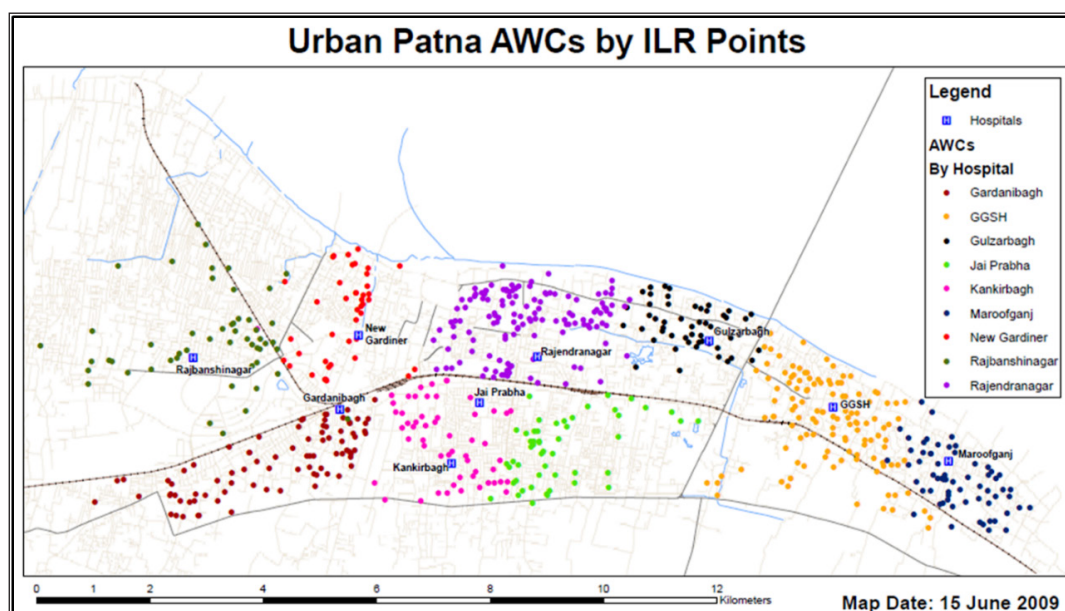 Urban Patna AWCs by ILR Points
Legend
H Hospitals
AWCs
By Hospital
Gardanibagh
GGSH
Gulzarbagh
Jai Prabha
Kankirbagh
Maroofganj
New Gardiner
Rajbanshinagar
Rajendranagar
New
Gardiner
H
Gulzarbagh
H
H
Rajbanshinagar
H
Rajendranagar
Jai Prabha
H
Gardanibagh
H
H
GGSH
Kankirbagh
H
Maroofganj
H
0 2 4 6 8 10 12
Kilometers
Map Date: 15 June 2009